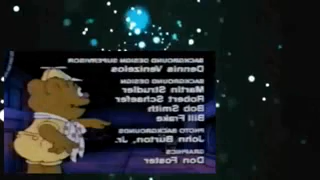 BACKGROUND DESIGN SUPERVISOR
Dennis Venizelos
BACKGROUND DESIGN
Martin Strudler
Robert Schaefer
Bob Smith
Bill Frake
PHOTO BACKGROUNDS
John Burton, Jr.
GRAPHICS
Don Foster